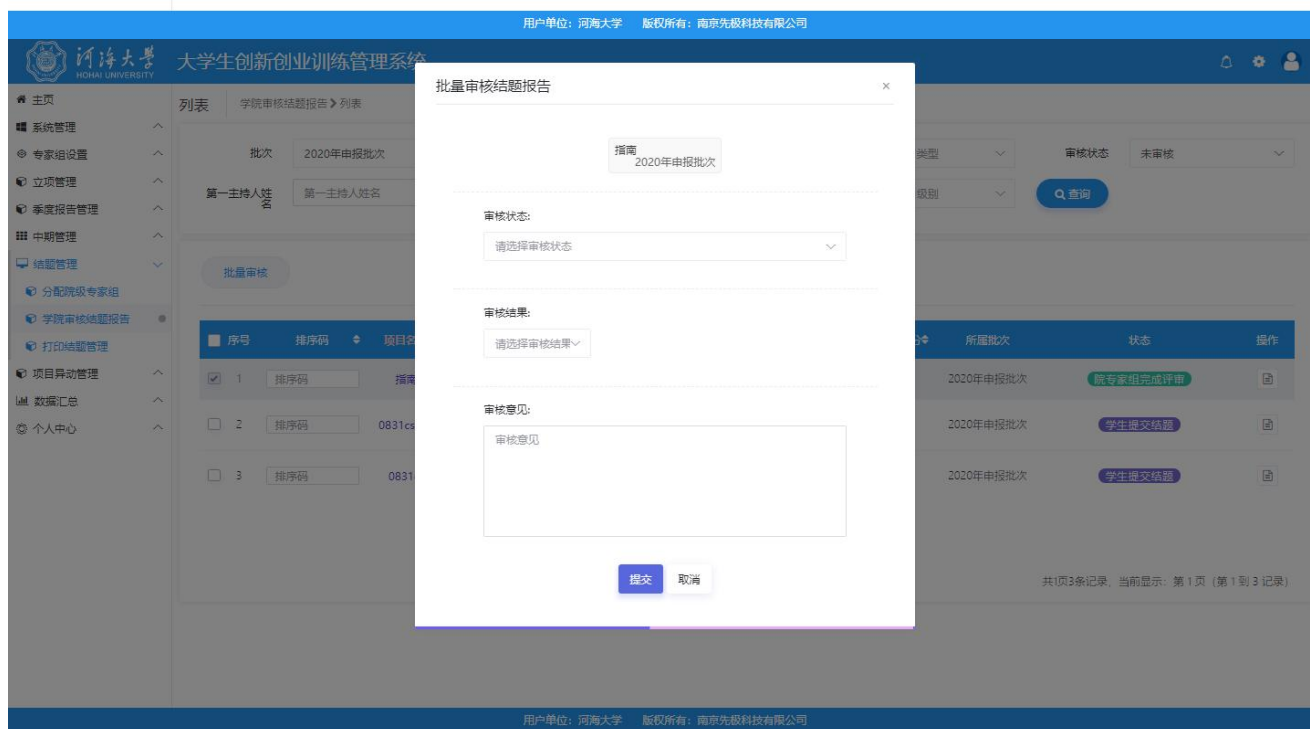 用户单位：河海大学 版权所有：南京先极科技有限公司
河海大学 大学生创新创业训练管理系统
HOHAI UNIVERSITY
批量审核结题报告 ×
主页
列表 学院审核结题报告 列表
系统管理
专家组设置
批次 2020年申报批次
指南
2020年申报批次
类型
审核状态 未审核
立项管理
第一主持人姓名
第一主持人姓名
级别
查询
季度报告管理
中期管理
审核状态:
请选择审核状态
结题管理
批量审核
分配院级专家组
学院审核结题报告
审核结果:
请选择审核结果
打印结题管理
序号 排序码 项目名 所属批次 状态 操作
项目异动管理
1 排序码 指南 2020年申报批次 院专家组完成评审
数据汇总
审核意见:
审核意见
个人中心
2 排序码 0831cs 2020年申报批次 学生提交结题
3 排序码 0831 2020年申报批次 学生提交结题
提交 取消
共1页3条记录, 当前显示: 第 1 页 (第 1 到 3 记录)
用户单位：河海大学 版权所有：南京先极科技有限公司